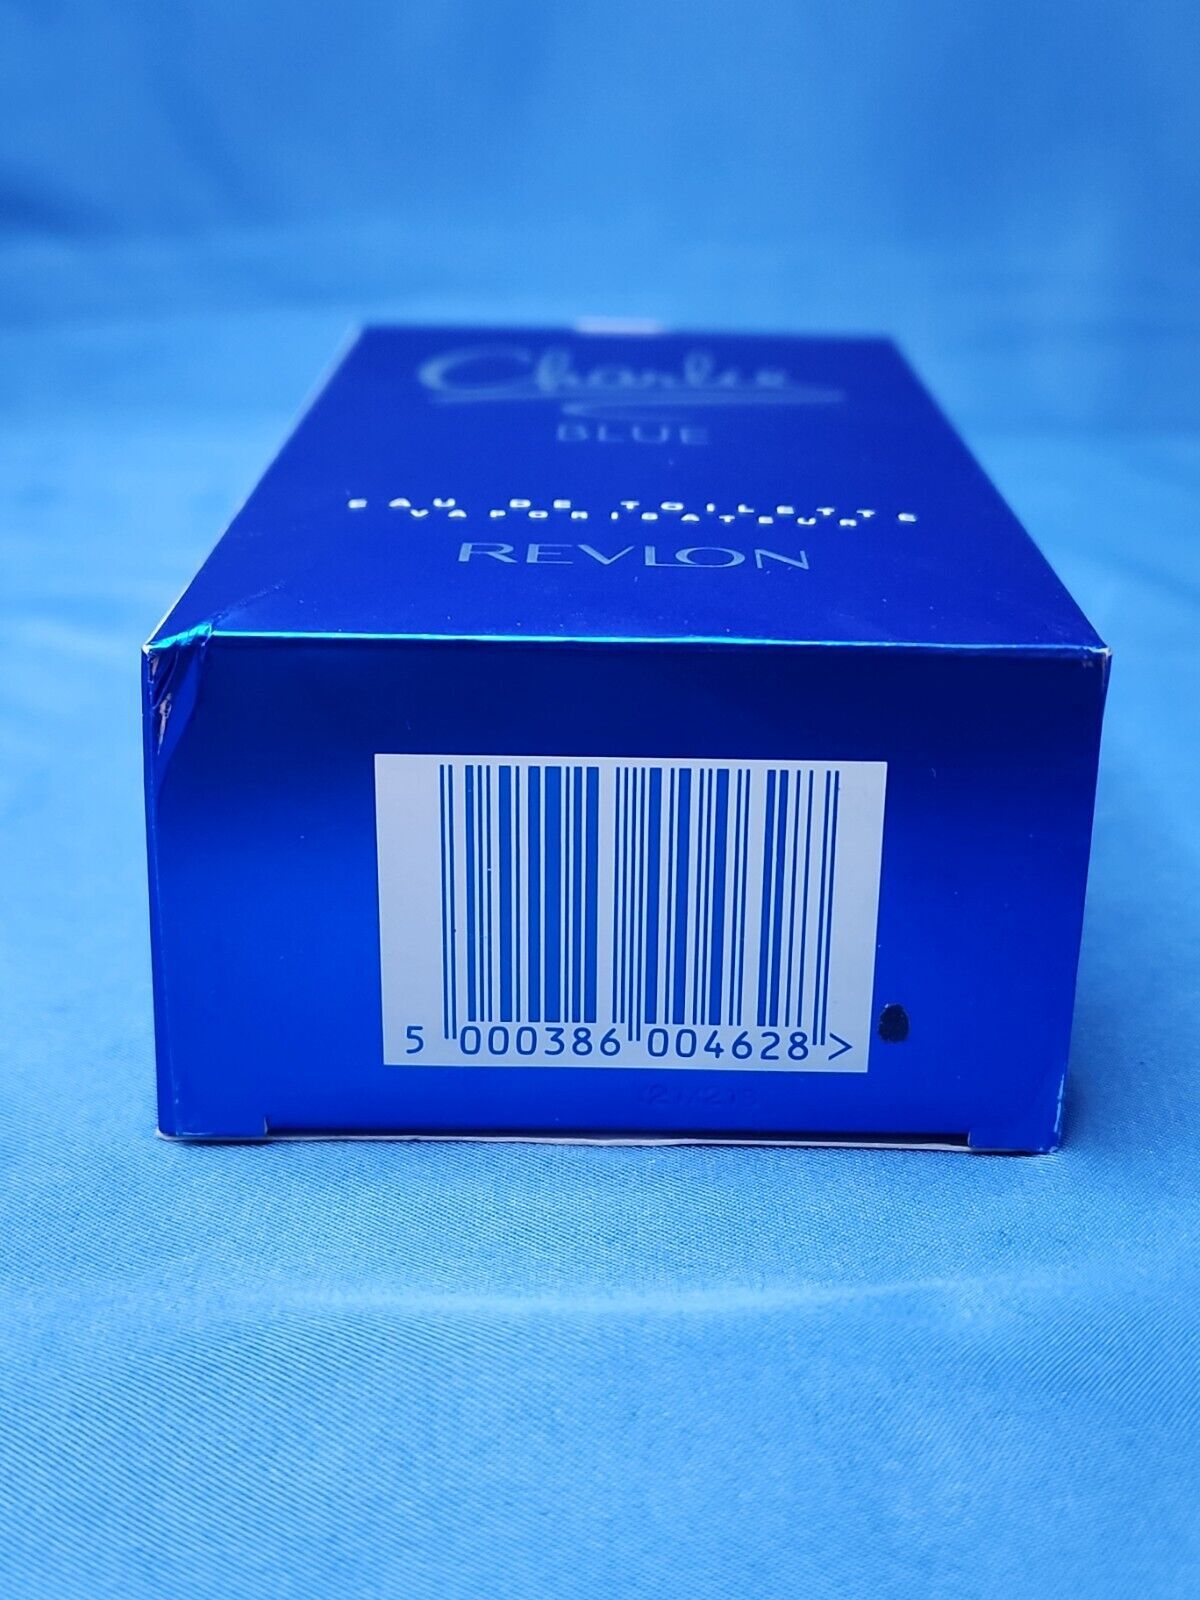 Charlie
BLUE
EAU DE TOILETTE
VAPORISATEUR
REVLON
5 000386 004628 >